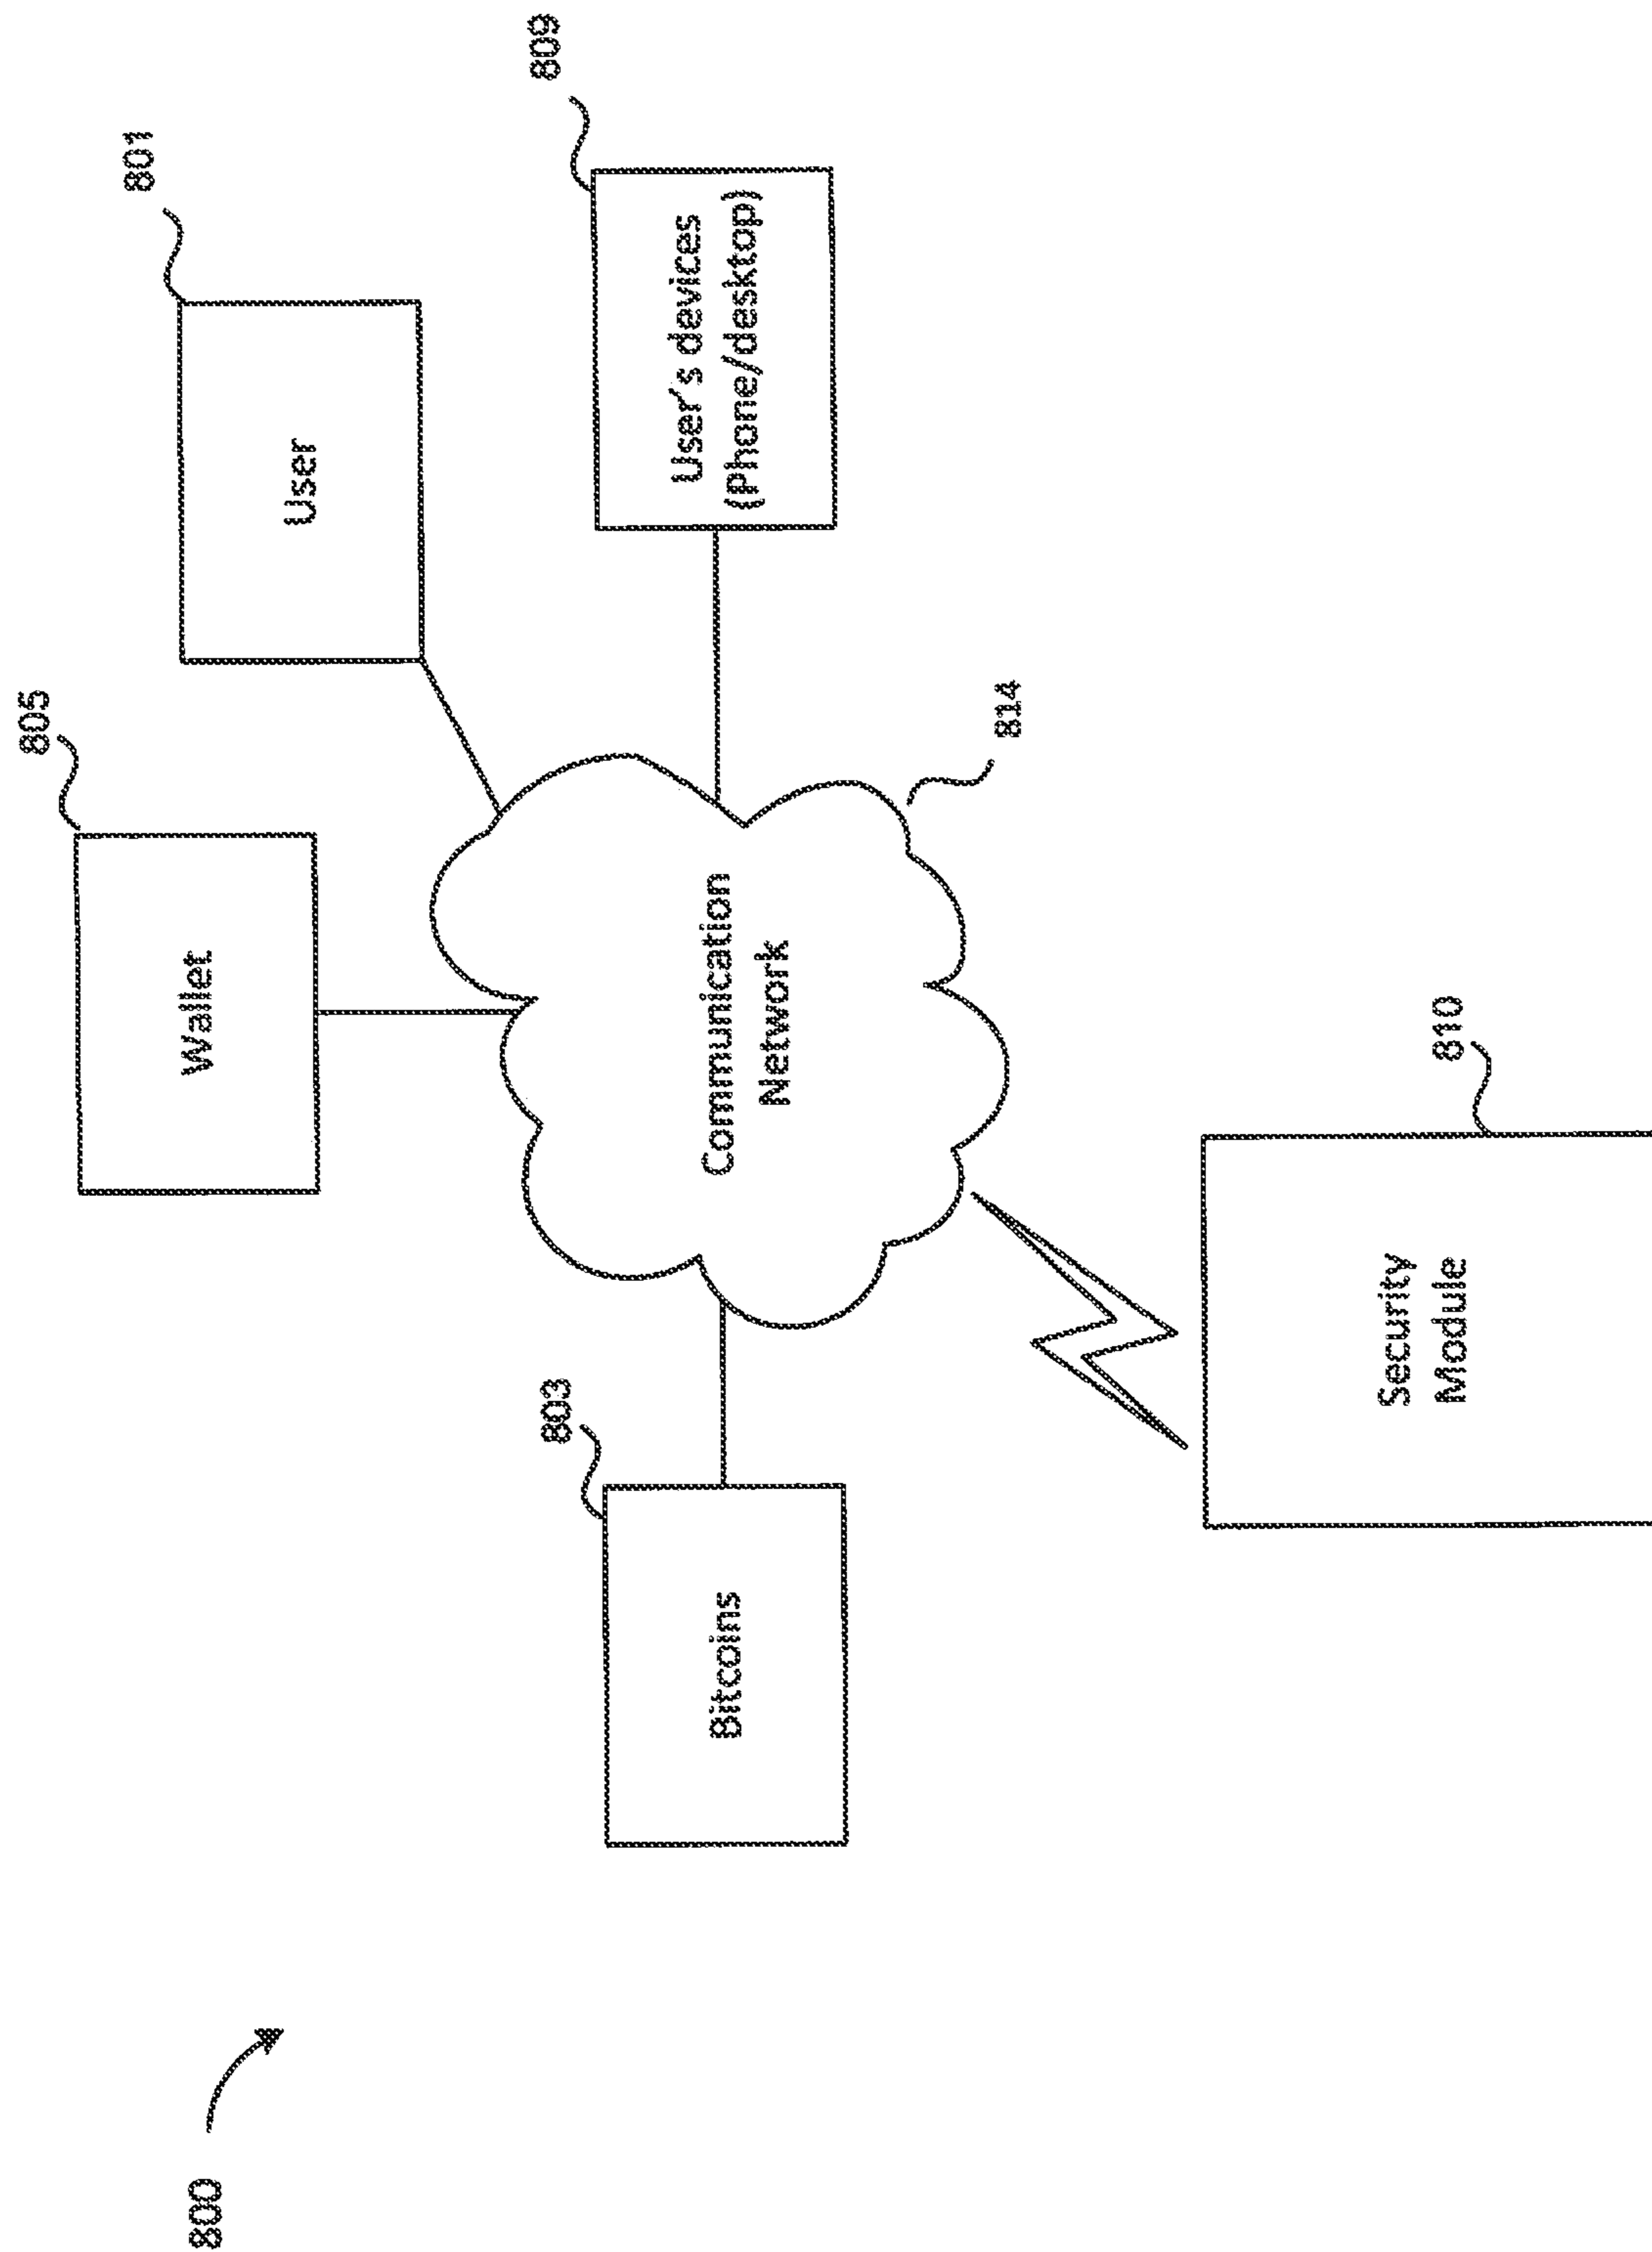 805
801
Wallet
User
809
803
User's devices
(Phone/desktop)
Bitcoins
Communication
Network
814
810
Security
Module
800